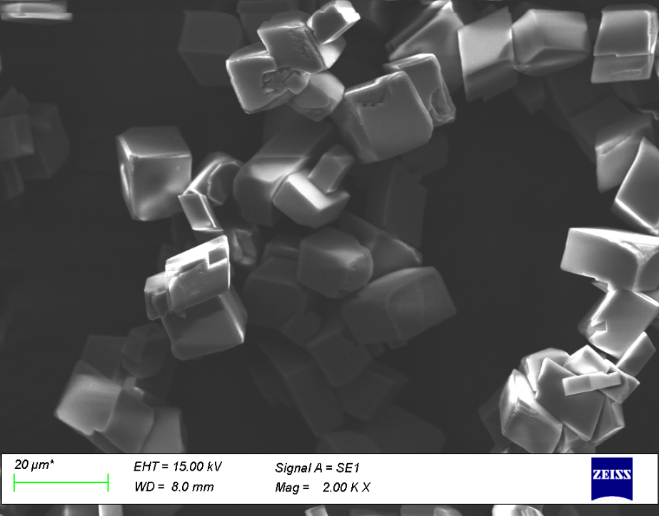 20 µm*
EHT = 15.00 kV
Signal A = SE1
WD = 8.0 mm
Mag = 2.00 K X
ZEISS